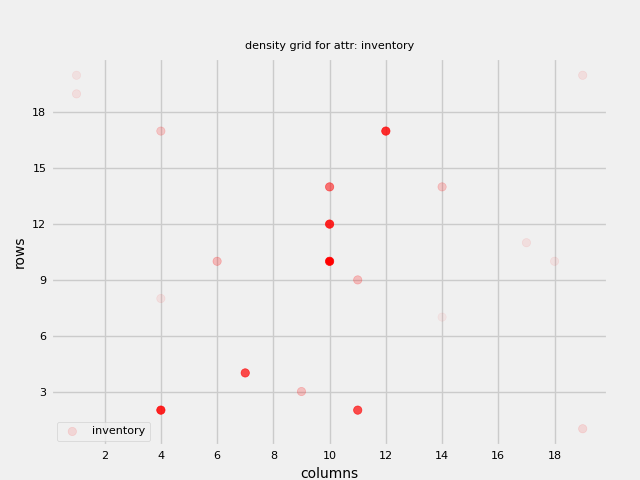 density grid for attr: inventory
18
15
12
9
6
3
rows
inventory
2 4 6 8 10 12 14 16 18
columns